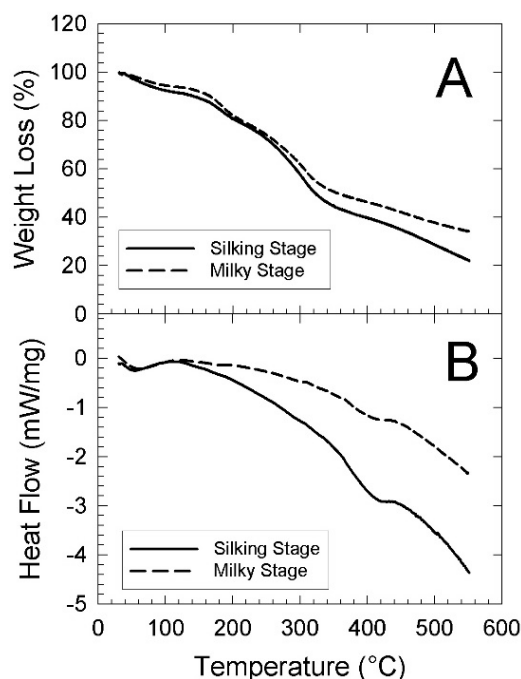 120
100
80
60
40
20
0
Weight Loss (%)
A
Silking Stage
Milky Stage
0
-1
-2
-3
-4
-5
Heat Flow (mW/mg)
B
Silking Stage
Milky Stage
0 100 200 300 400 500 600
Temperature (°C)